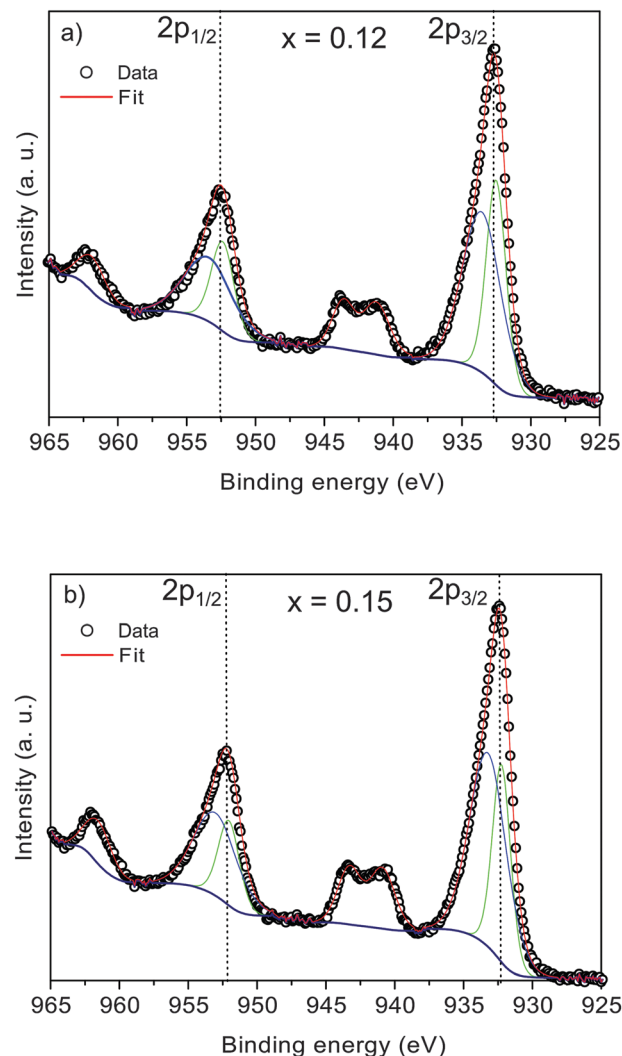 a)
2p1/2
x = 0.12
2p3/2
Data
Fit
Intensity (a. u.)
965 960 955 950 945 940 935 930 925
Binding energy (eV)
b)
2p1/2
x = 0.15
2p3/2
Data
Fit
Intensity (a. u.)
965 960 955 950 945 940 935 930 925
Binding energy (eV)